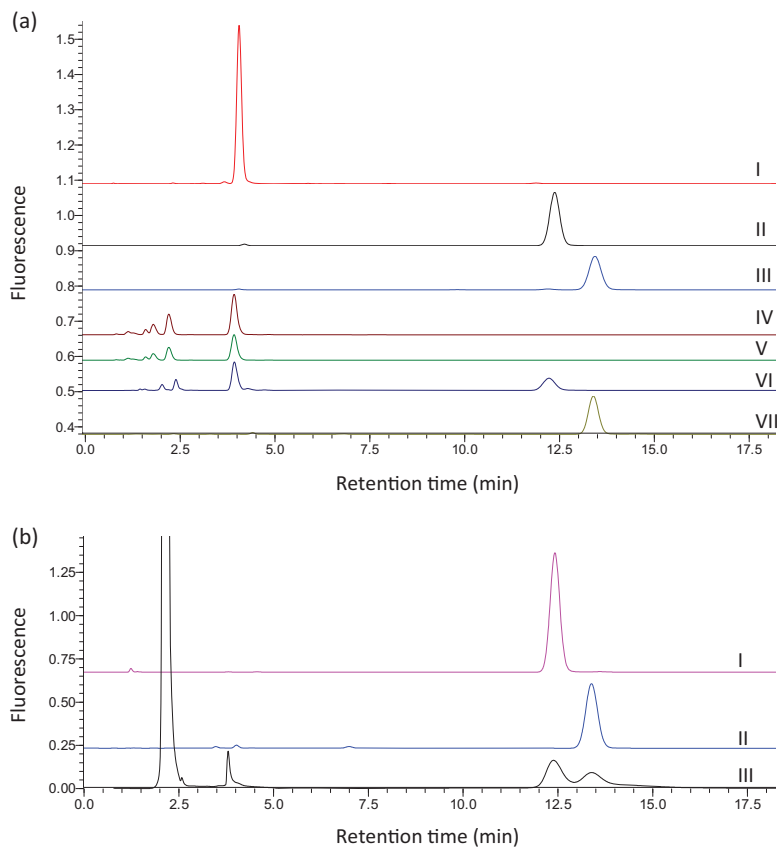 (a)
Fluorescence
1.5
1.4
1.3
1.2
1.1
1.0
0.9
0.8
0.7
0.6
0.5
0.4
I
II
III
IV
V
VI
VII
0.0 2.5 5.0 7.5 10.0 12.5 15.0 17.5
Retention time (min)
(b)
Fluorescence
1.25
0.75
0.50
0.25
0.00
I
II
III
0.0 2.5 5.0 7.5 10.0 12.5 15.0 17.5
Retention time (min)